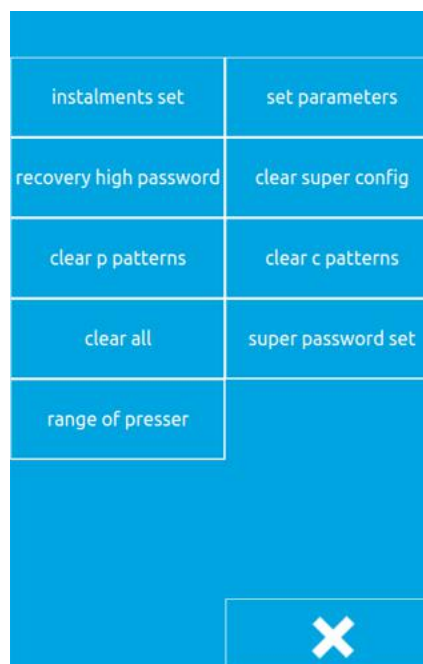 instalments set
set parameters
recovery high password
clear super config
clear p patterns
clear c patterns
clear all
super password set
range of presser